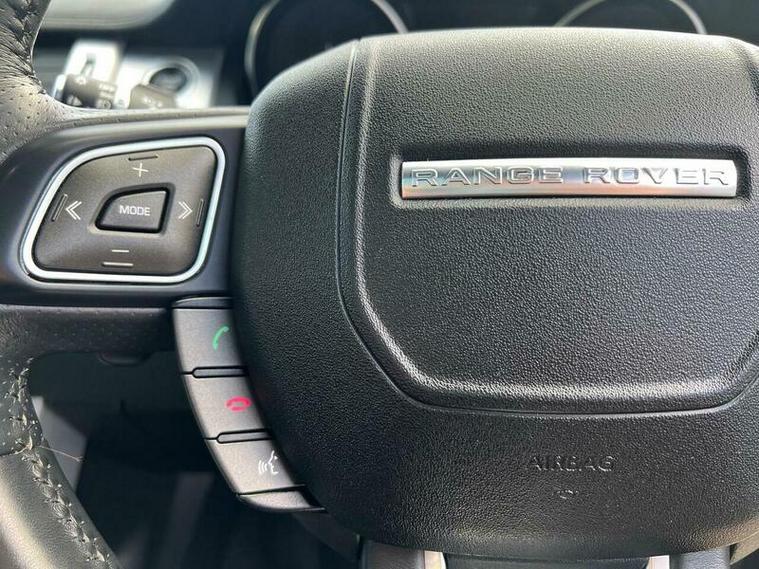 RANGE ROVER
+
MODE
−
AIRBAG